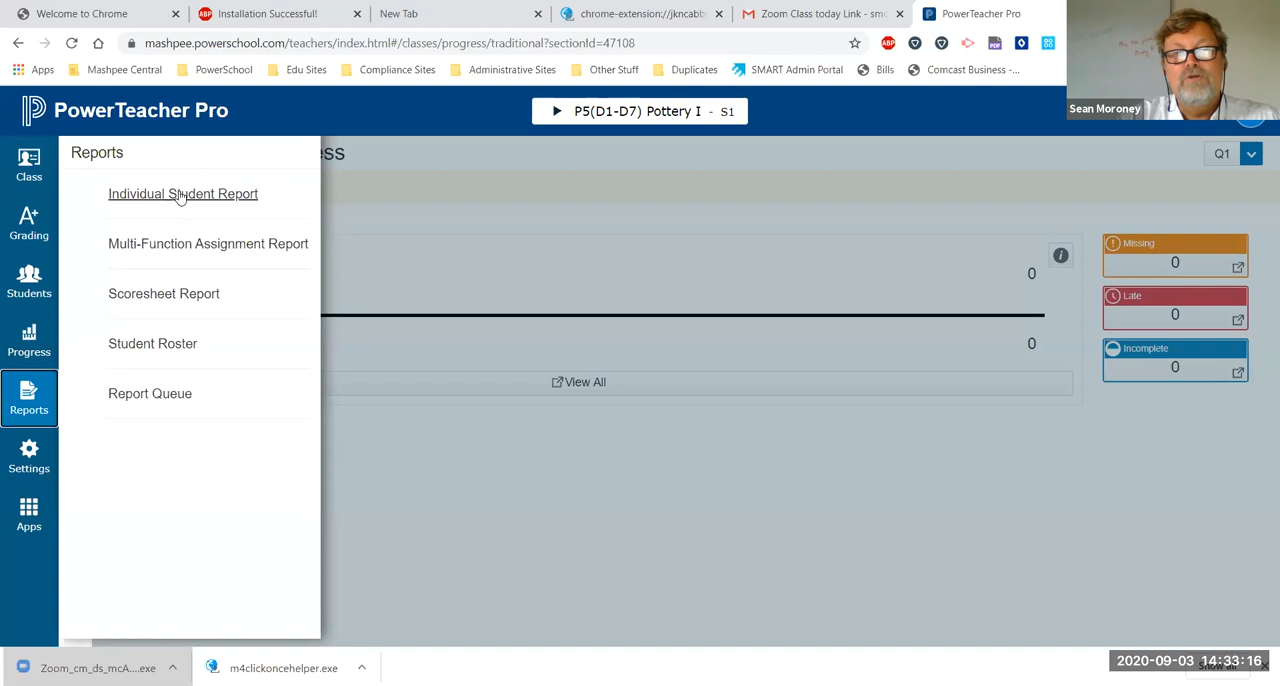 Welcome to Chrome
Installation Successful!
New Tab
chrome-extension://jkncabb
Zoom Class today Link - smo
PowerTeacher Pro
mashpee.powerschool.com/teachers/index.html#/classes/progress/traditional?sectionId=47108
ABP
PDF
Apps
Mashpee Central
PowerSchool
Edu Sites
Compliance Sites
Administrative Sites
Other Stuff
Duplicates
SMART Admin Portal
Bills
Comcast Business -...
Sean Moroney
PowerTeacher Pro
P5(D1-D7) Pottery I - S1
Class
Grading
Students
Progress
Reports
Settings
Apps
Reports
Individual Student Report
Multi-Function Assignment Report
Scoresheet Report
Student Roster
Report Queue
ess
Q1
0
0
View All
Missing
0
Late
0
Incomplete
0
Zoom_cm_ds_mcA....exe
m4clickoncehelper.exe
2020-09-03 14:33:16
Show all